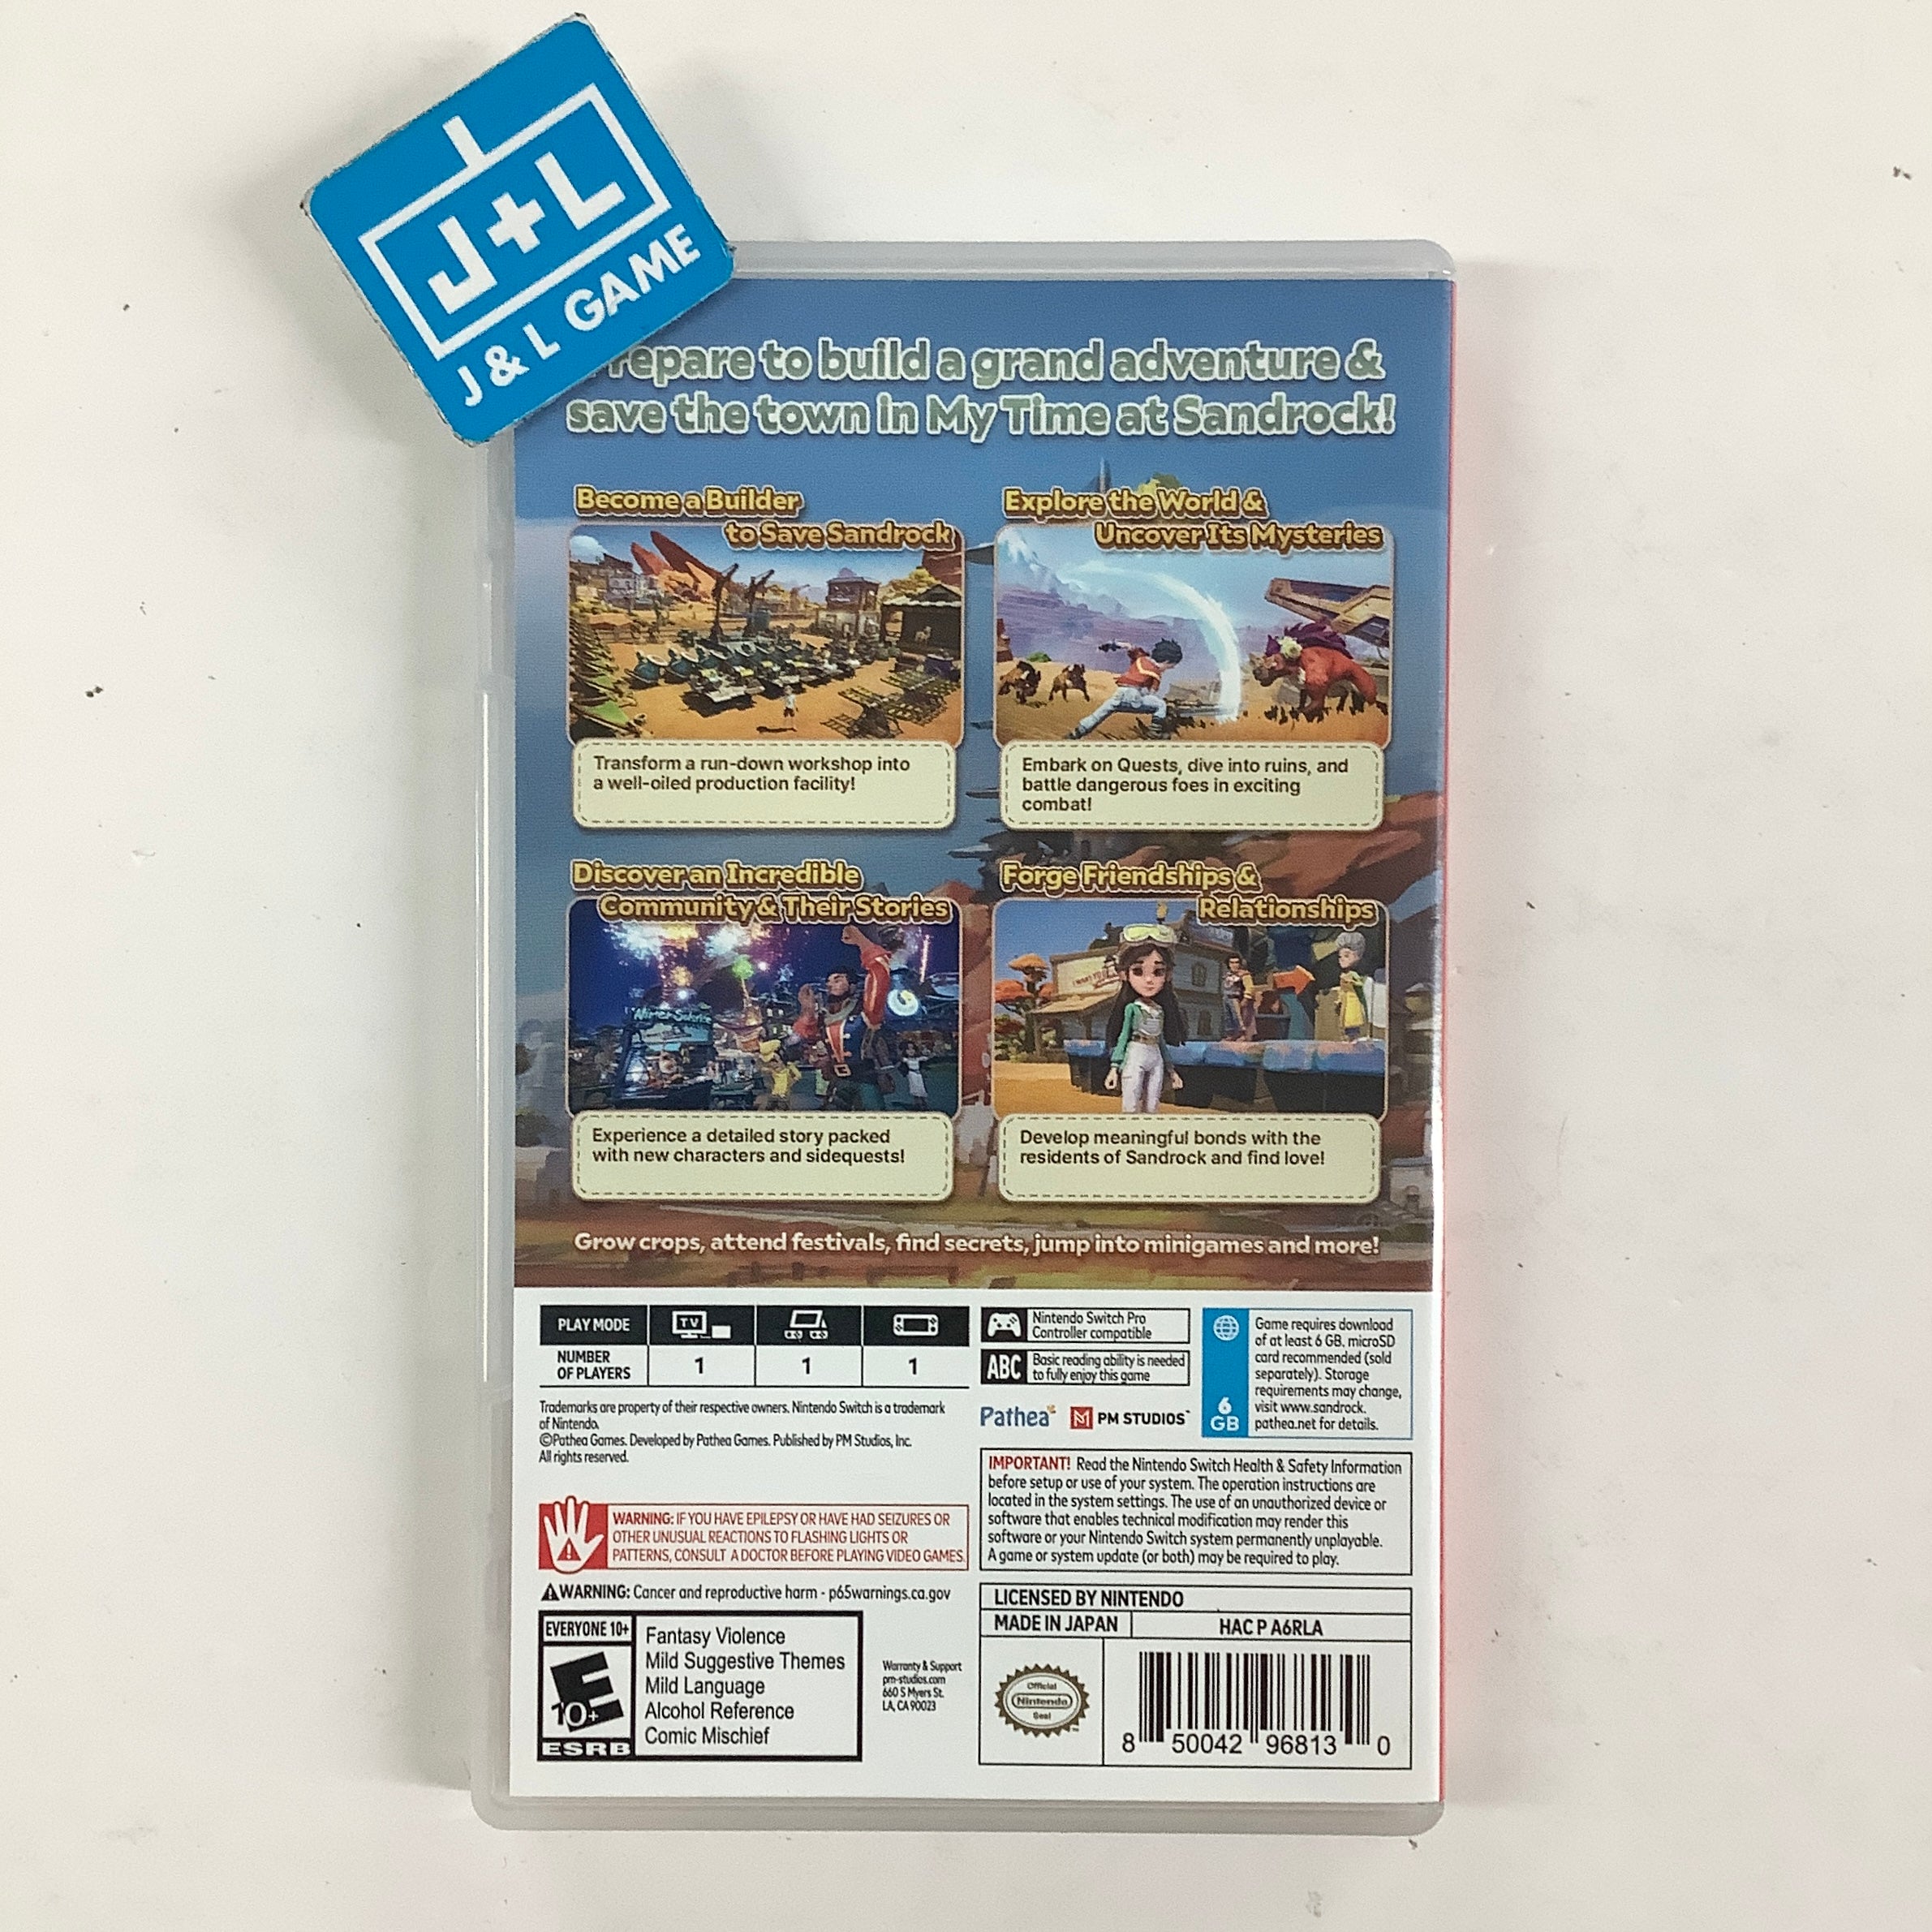 J+L
J & L GAME
repare to build a grand adventure &
save the town in My Time at Sandrock!
Become a Builder
to Save Sandrock
Explore the World &
Uncover Its Mysteries
Transform a run-down workshop into
a well-oiled production facility!
Embark on Quests, dive into ruins, and
battle dangerous foes in exciting
combat!
Discover an Incredible
Community & Their Stories
Forge Friendships &
Relationships
Experience a detailed story packed
with new characters and sidequests!
Develop meaningful bonds with the
residents of Sandrock and find love!
Grow crops, attend festivals, find secrets, jump into minigames and more!
PLAY MODE
TV
NUMBER
OF PLAYERS
1
1
1
Trademarks are property of their respective owners. Nintendo Switch is a trademark
of Nintendo.
©Pathea Games. Developed by Pathea Games. Published by PM Studios, Inc.
All rights reserved.
Nintendo Switch Pro
Controller compatible
ABC
Basic reading ability is needed
to fully enjoy this game
Pathea
PM STUDIOS
6
GB
Game requires download
of at least 6 GB. microSD
card recommended (sold
separately). Storage
requirements may change,
visit www.sandrock.
pathea.net for details.
WARNING: IF YOU HAVE EPILEPSY OR HAVE HAD SEIZURES OR
OTHER UNUSUAL REACTIONS TO FLASHING LIGHTS OR
PATTERNS, CONSULT A DOCTOR BEFORE PLAYING VIDEO GAMES.
IMPORTANT! Read the Nintendo Switch Health & Safety Information
before setup or use of your system. The operation instructions are
located in the system settings. The use of an unauthorized device or
software that enables technical modification may render this
software or your Nintendo Switch system permanently unplayable.
A game or system update (or both) may be required to play.
WARNING: Cancer and reproductive harm - p65warnings.ca.gov
EVERYONE 10+
E
10+
ESRB
Fantasy Violence
Mild Suggestive Themes
Mild Language
Alcohol Reference
Comic Mischief
Warranty & Support
pm-studios.com
660 S Myers St.
LA, CA 90023
LICENSED BY NINTENDO
MADE IN JAPAN
HAC P A6RLA
Official
Nintendo
Seal
8 50042 96813 0